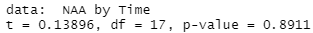 data:  NAA by Time
t = 0.13896, df = 17, p-value = 0.8911